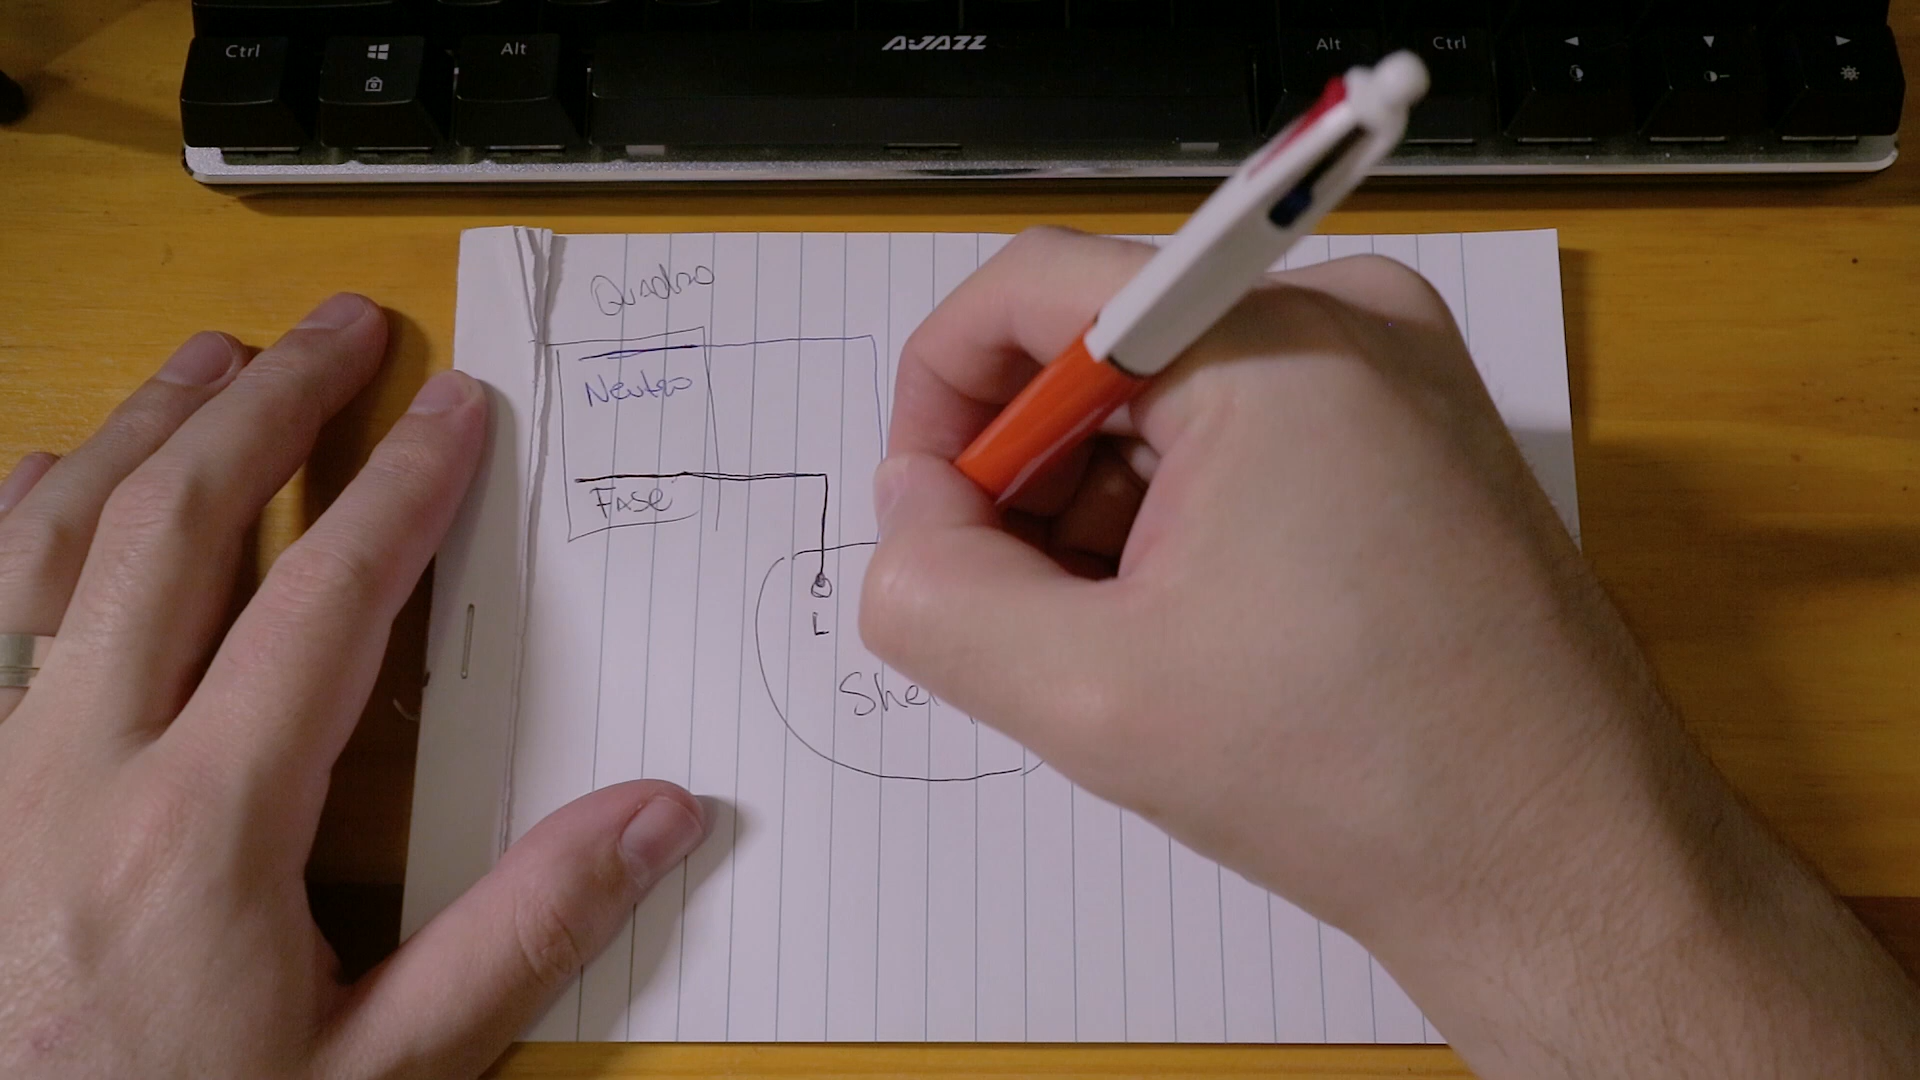 Ctrl
Alt
AJAZZ
Alt
Ctrl
Quadro
Neutro
Fase
L